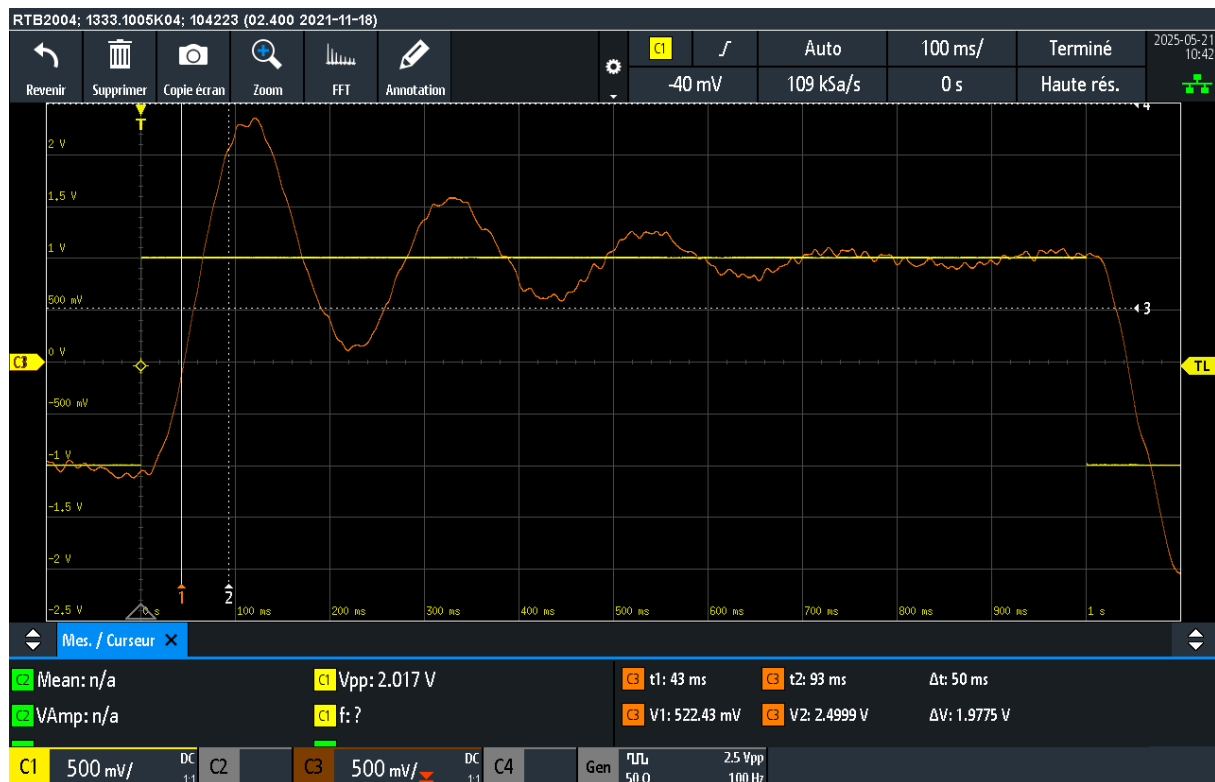 RTB2004; 1333.1005K04; 104223 (02.400 2021-11-18)
Revenir Supprimer Copie écran Zoom FFT Annotation
C1 Auto 100 ms/ Terminé
-40 mV 109 kSa/s 0 s Haute rés.
2025-05-21
10:42
T
4
2 V
1.5 V
1 V
500 mV
3
C3 0 V TL
-500 mV
-1 V
-1.5 V
-2 V
1 2
-2.5 V 0 s 100 ms 200 ms 300 ms 400 ms 500 ms 600 ms 700 ms 800 ms 900 ms 1 s
Mes. / Curseur ✕
C2 Mean: n/a C1 Vpp: 2.017 V C3 t1: 43 ms C3 t2: 93 ms Δt: 50 ms
C2 VAmp: n/a C1 f: ? C3 V1: 522.43 mV C3 V2: 2.4999 V ΔV: 1.9775 V
C1 500 mV/ DC 1:1 C2 C3 500 mV/ DC 1:1 C4 Gen 2.5 Vpp
50 Ω 100 Hz